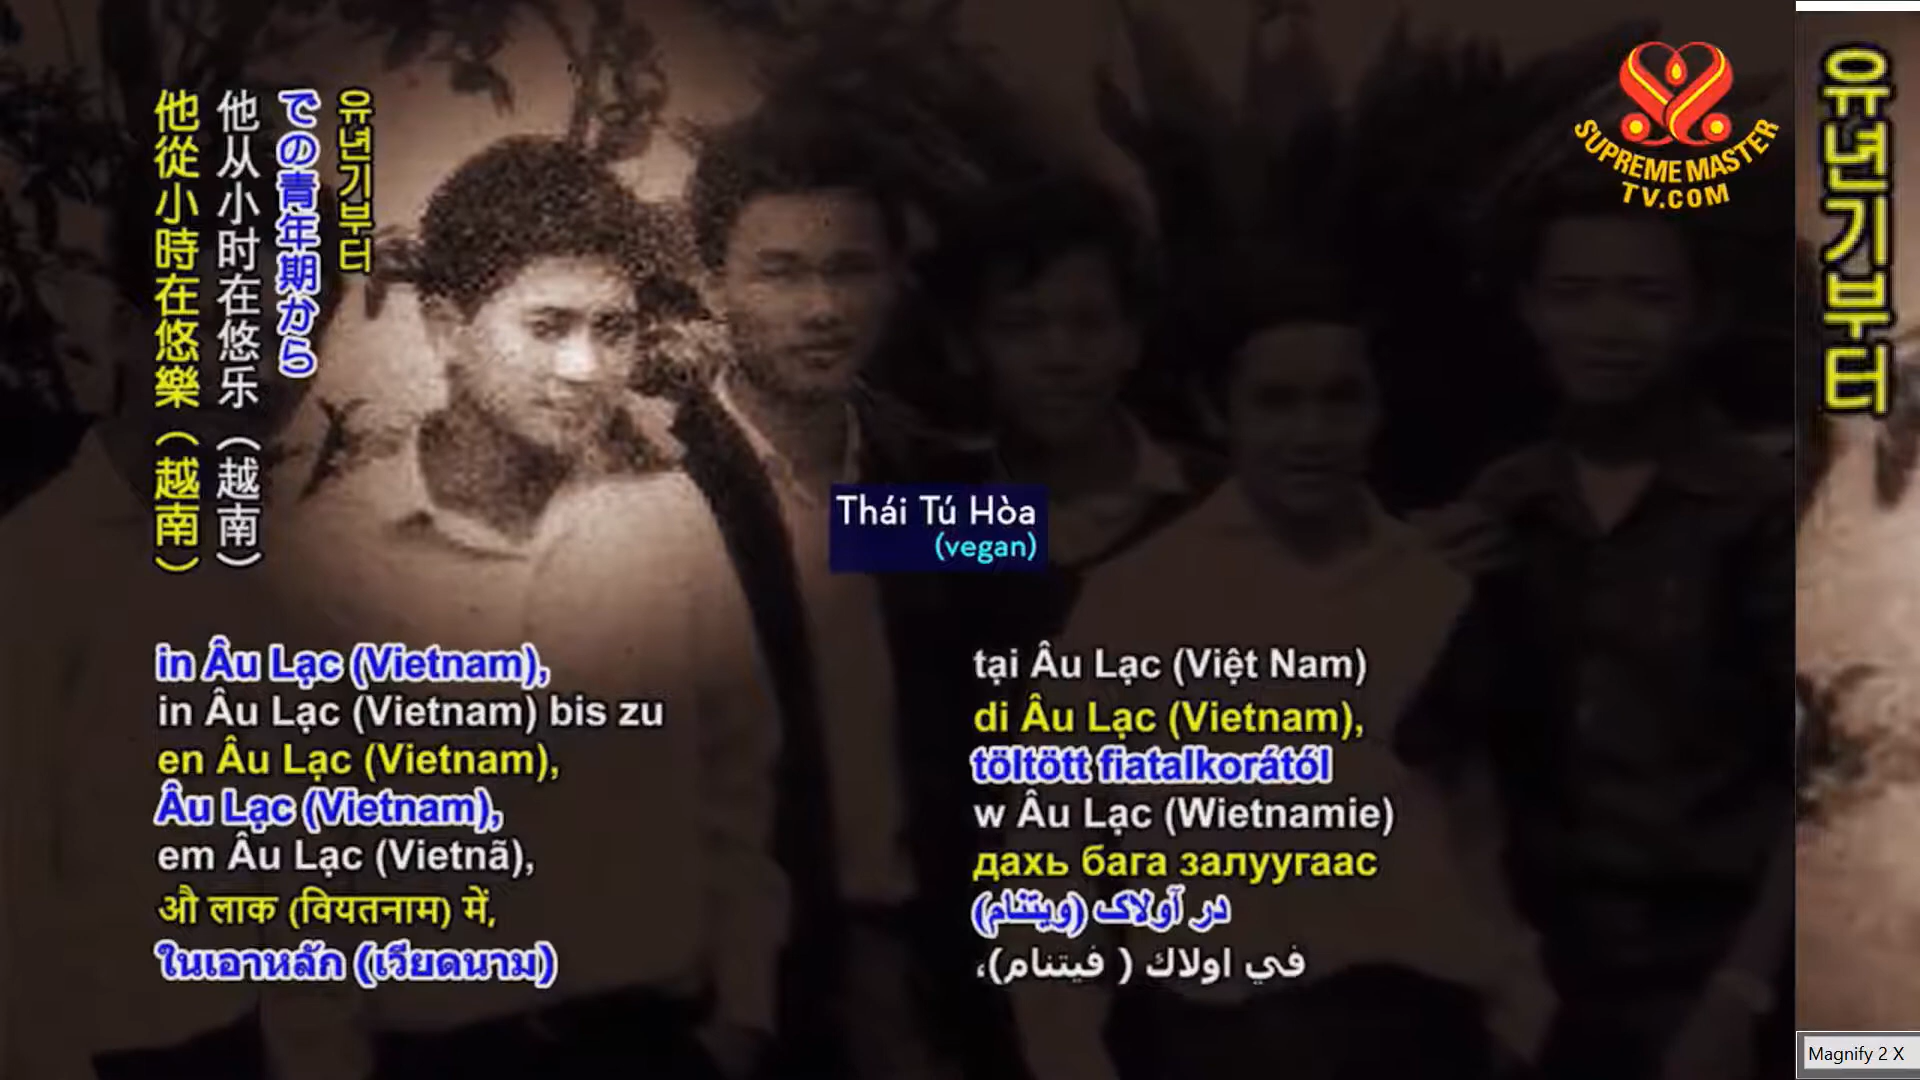 他從小時在悠樂（越南）
他从小时在悠乐（越南）
での青年期から
유년기부터
SUPREME MASTER
TV.COM
유년기부터
Thái Tú Hòa
(vegan)
in Âu Lạc (Vietnam),
in Âu Lạc (Vietnam) bis zu
en Âu Lạc (Vietnam),
Âu Lạc (Vietnam),
em Âu Lạc (Vietnã),
औ लाक (वियतनाम) में,
ในเอาหลัก (เวียดนาม)
tại Âu Lạc (Việt Nam)
di Âu Lạc (Vietnam),
töltött fiatalkorától
w Âu Lạc (Wietnamie)
дахь бага залуугаас
در آولاک (ویتنام)
في اولاك ( فيتنام)،
Magnify 2 X